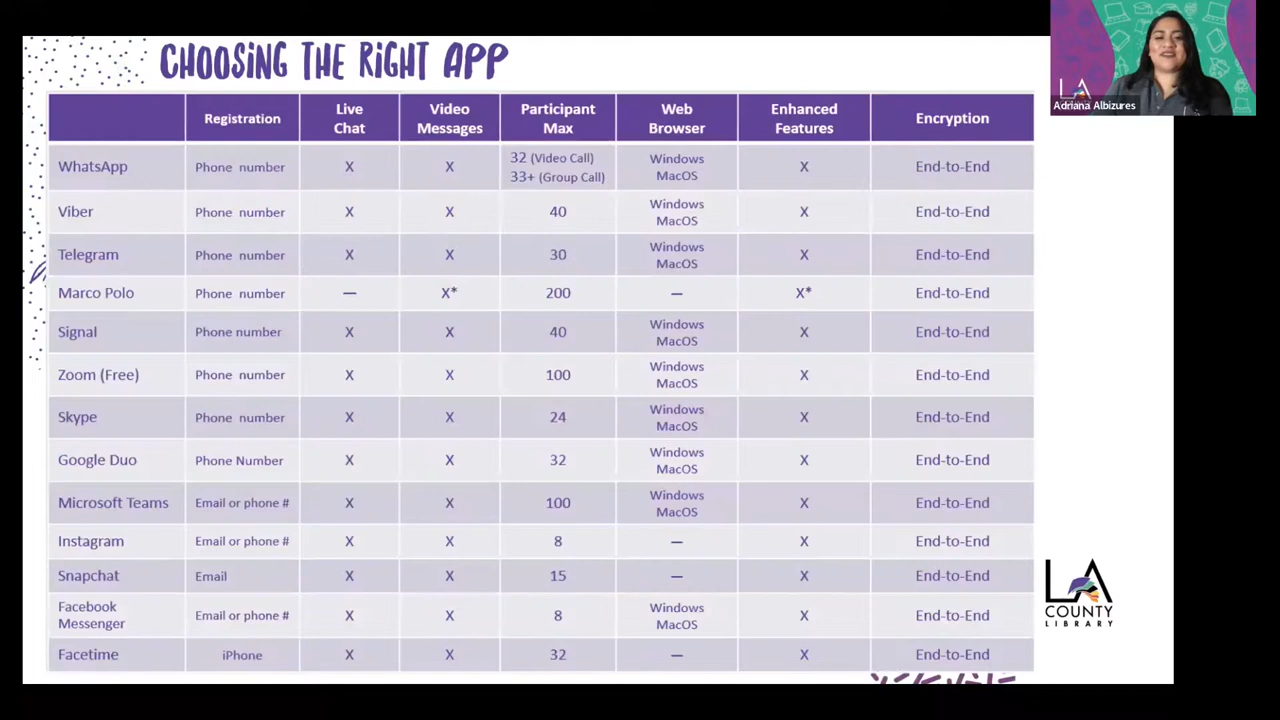 CHOOSING THE RIGHT APP
LA
Adriana Albizures
Registration Live Chat Video Messages Participant Max Web Browser Enhanced Features Encryption
WhatsApp Phone number X X 32 (Video Call) 33+ (Group Call) Windows MacOS X End-to-End
Viber Phone number X X 40 Windows MacOS X End-to-End
Telegram Phone number X X 30 Windows MacOS X End-to-End
Marco Polo Phone number — X* 200 — X* End-to-End
Signal Phone number X X 40 Windows MacOS X End-to-End
Zoom (Free) Phone number X X 100 Windows MacOS X End-to-End
Skype Phone number X X 24 Windows MacOS X End-to-End
Google Duo Phone Number X X 32 Windows MacOS X End-to-End
Microsoft Teams Email or phone # X X 100 Windows MacOS X End-to-End
Instagram Email or phone # X X 8 — X End-to-End
Snapchat Email X X 15 — X End-to-End
Facebook Messenger Email or phone # X X 8 Windows MacOS X End-to-End
Facetime iPhone X X 32 — X End-to-End
LA
COUNTY
LIBRARY